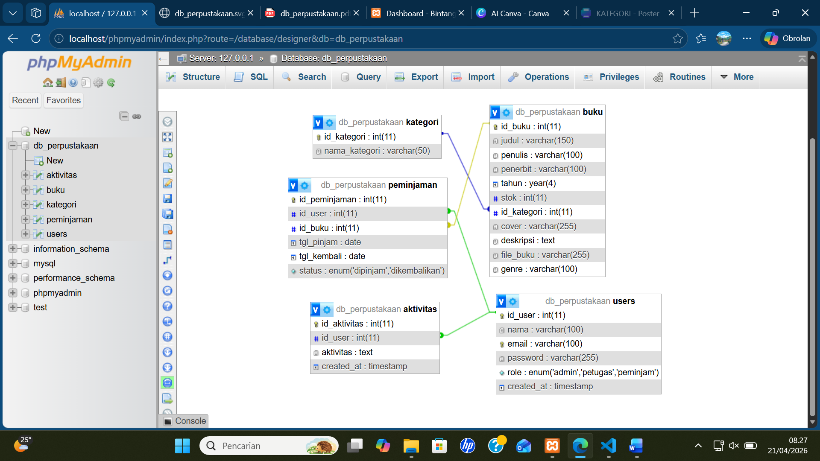 localhost / 127.0.0.1
db_perpustakaan.sv
db_perpustakaan.pd
Dashboard - Bintan
AI Canva - Canva
KATEGORI - Poster
localhost/phpmyadmin/index.php?route=/database/designer&db=db_perpustakaan
Obrolan
phpMyAdmin
Server: 127.0.0.1 » Database: db_perpustakaan
Structure SQL Search Query Export Import Operations Privileges Routines More
Recent Favorites
New
db_perpustakaan
New
aktivitas
buku
kategori
peminjaman
users
information_schema
mysql
performance_schema
phpmyadmin
test
db_perpustakaan kategori
id_kategori : int(11)
nama_kategori : varchar(50)
db_perpustakaan buku
id_buku : int(11)
judul : varchar(150)
penulis : varchar(100)
penerbit : varchar(100)
tahun : year(4)
stok : int(11)
id_kategori : int(11)
cover : varchar(255)
deskripsi : text
file_buku : varchar(255)
genre : varchar(100)
db_perpustakaan peminjaman
id_peminjaman : int(11)
id_user : int(11)
id_buku : int(11)
tgl_pinjam : date
tgl_kembali : date
status : enum('dipinjam','dikembalikan')
db_perpustakaan aktivitas
id_aktivitas : int(11)
id_user : int(11)
aktivitas : text
created_at : timestamp
db_perpustakaan users
id_user : int(11)
nama : varchar(100)
email : varchar(100)
password : varchar(255)
role : enum('admin','petugas','peminjam')
created_at : timestamp
Console
25°
Pencarian
08.27
21/04/2026